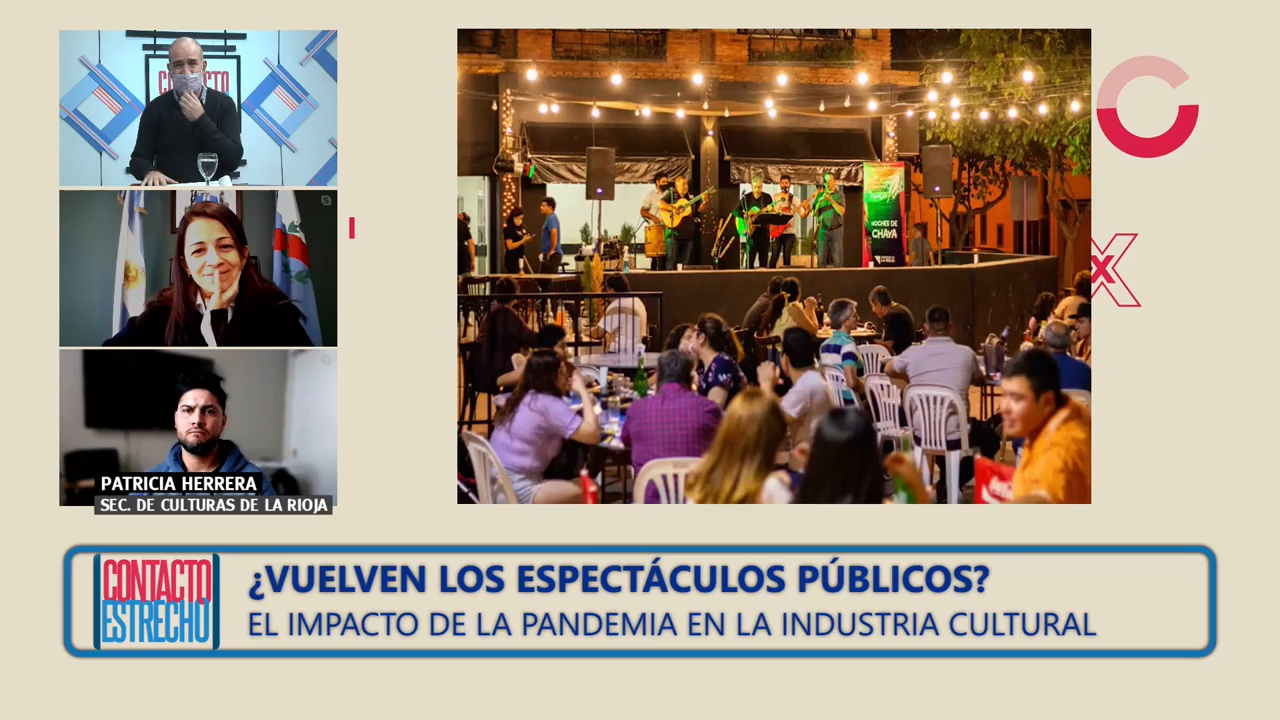 CONTACTO
NOCHES DE
CHAYA
PATRICIA HERRERA
SEC. DE CULTURAS DE LA RIOJA
CONTACTO
ESTRECHO
¿VUELVEN LOS ESPECTÁCULOS PÚBLICOS?
EL IMPACTO DE LA PANDEMIA EN LA INDUSTRIA CULTURAL